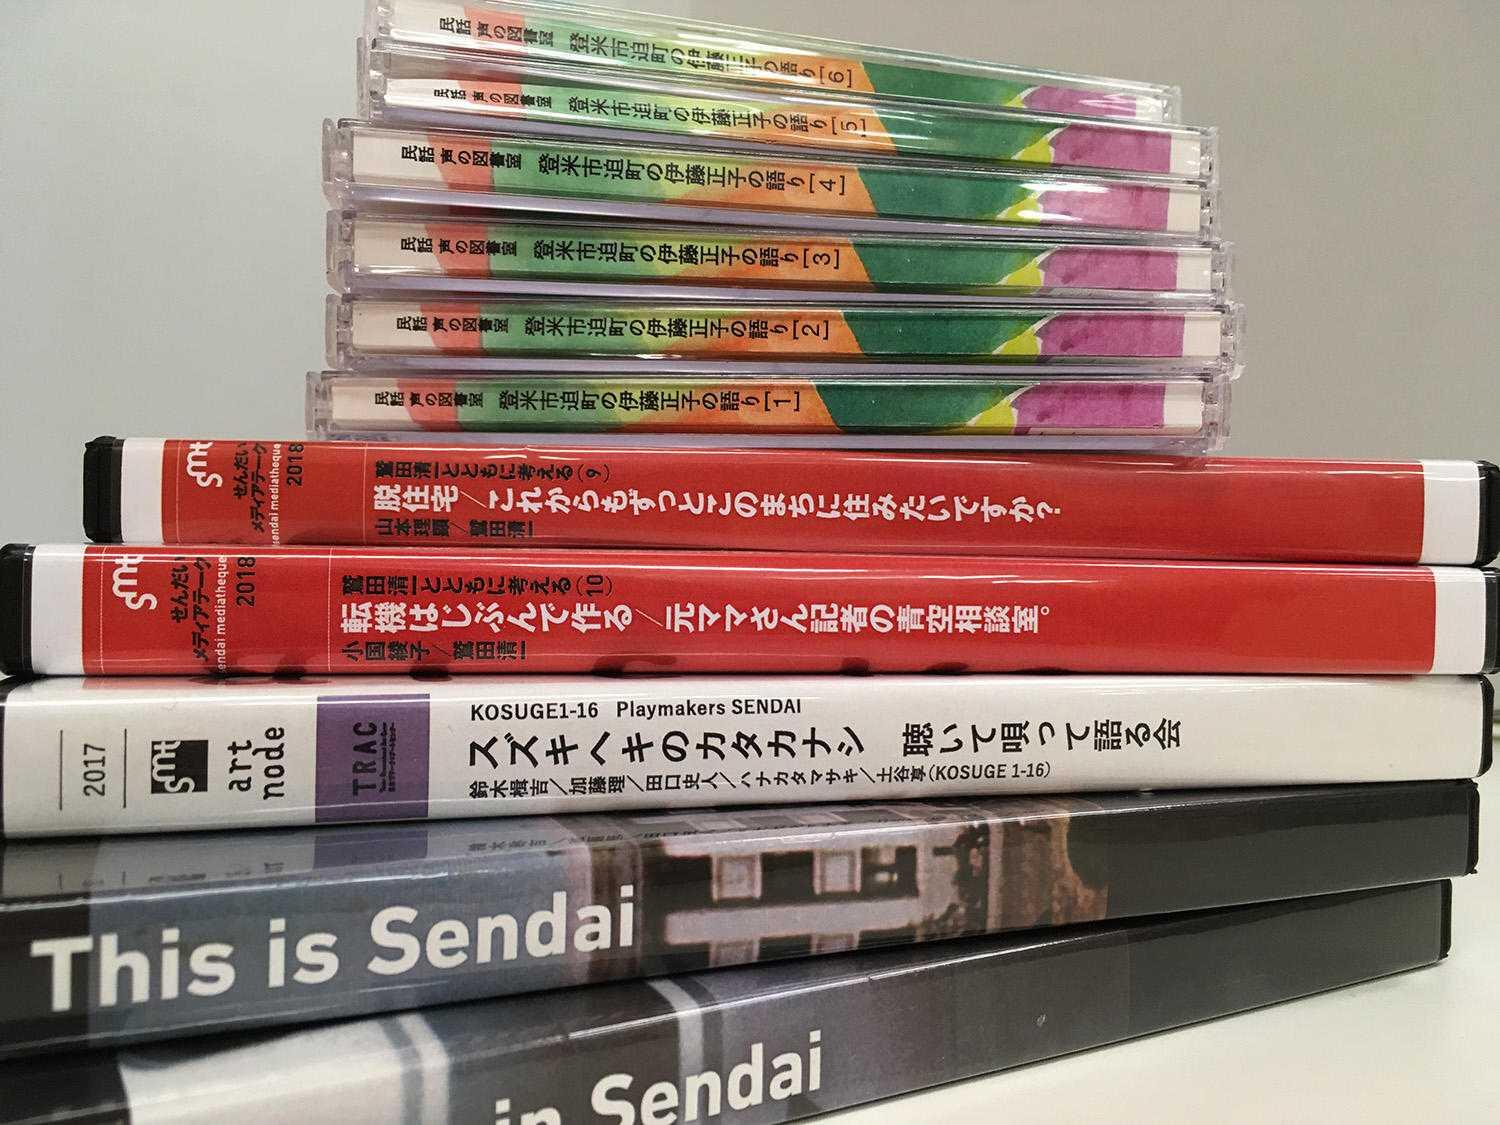 民話 声の図書室 登米市迫町の伊藤正子の語り[6]
民話 声の図書室 登米市迫町の伊藤正子の語り[5]
民話 声の図書室 登米市迫町の伊藤正子の語り[4]
民話 声の図書室 登米市迫町の伊藤正子の語り[3]
民話 声の図書室 登米市迫町の伊藤正子の語り[2]
民話 声の図書室 登米市迫町の伊藤正子の語り[1]
smt
せんだい
メディアテーク
sendai mediatheque
2018
鷲田清一とともに考える(9)
脱住宅/これからもずっとこのまちに住みたいですか?
山本理顕/鷲田清一
smt
せんだい
メディアテーク
sendai mediatheque
2018
鷲田清一とともに考える(10)
転機はじぶんで作る/元ママさん記者の青空相談室。
小国綾子/鷲田清一
2017
smt
art
node
TRAC
KOSUGE1-16 Playmakers SENDAI
スズキヘキのカタカナシ 聴いて唄って語る会
鈴木楫吉/加藤理/田口史人/ハナカタマサキ/土谷享(KOSUGE 1-16)
This is Sendai
in Sendai